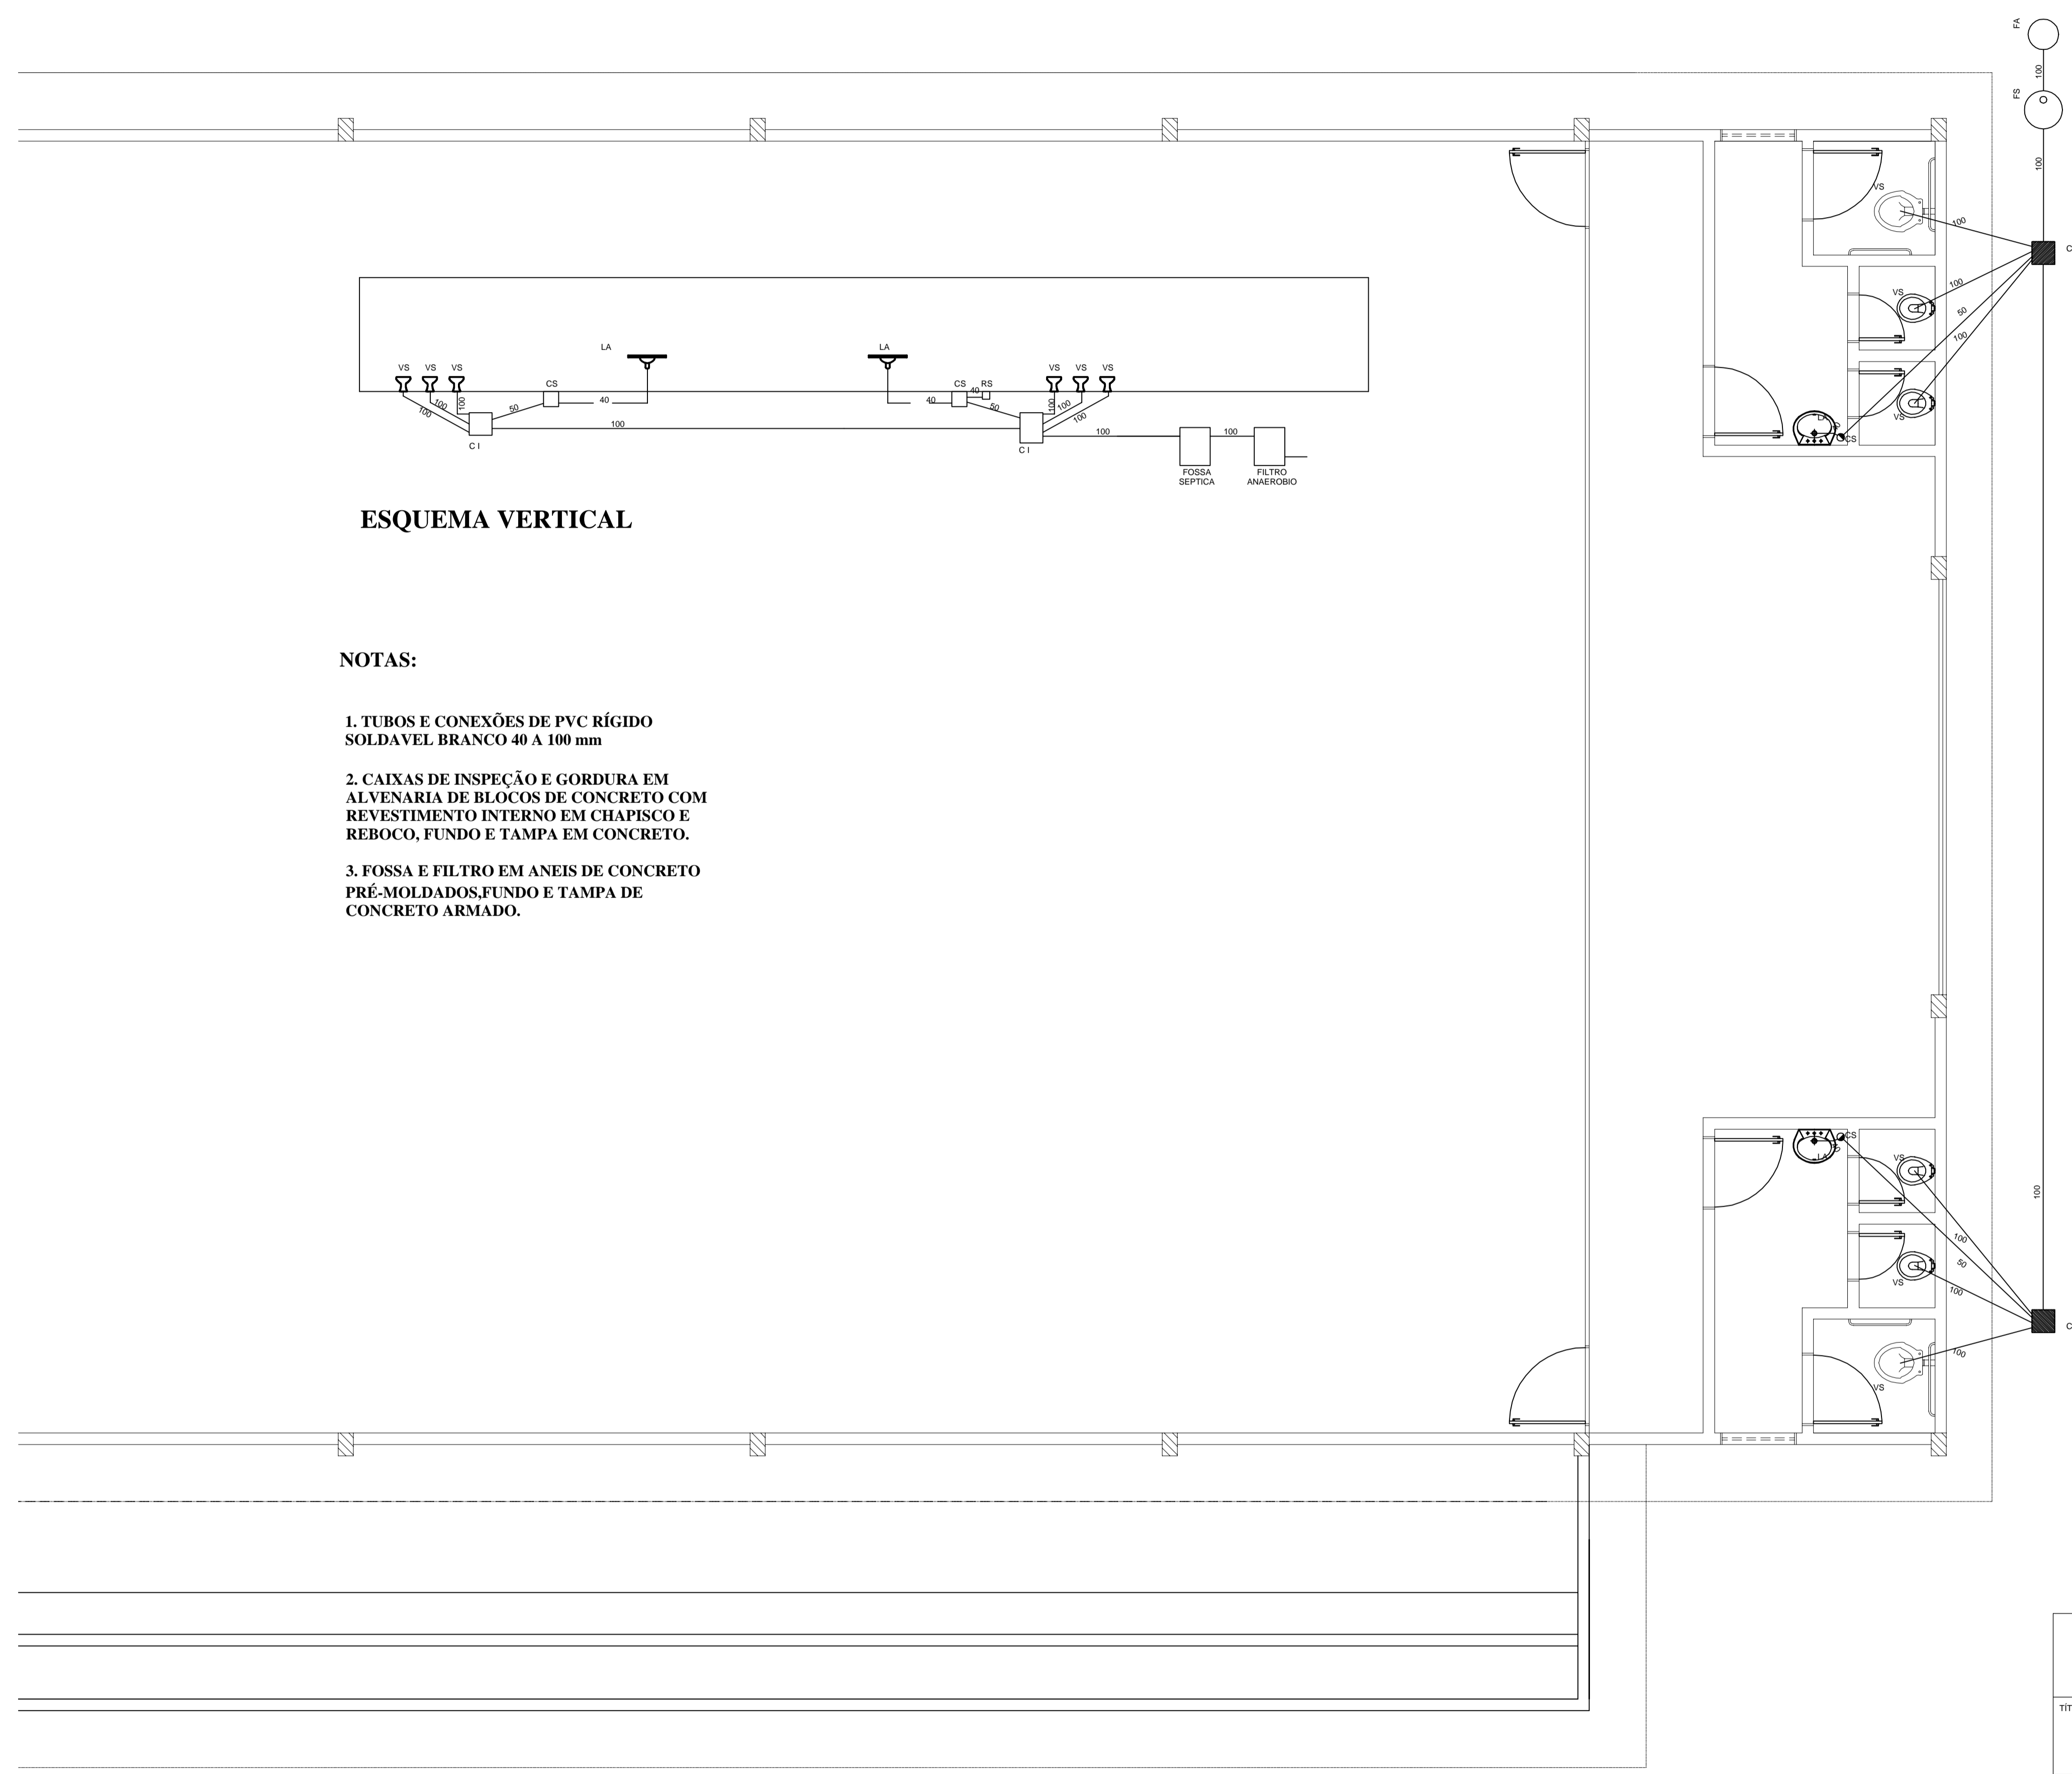 FA
100
FS
100
VS
100
C
VS
100
50
100
VS
LA
CS
LA
LA
VS VS VS
VS VS VS
CS
CS RS
40
100
100
100
50
40
40
50
100
100
100
100
100
100
C I
C I
FOSSA
SEPTICA
FILTRO
ANAEROBIO
ESQUEMA VERTICAL
NOTAS:
1. TUBOS E CONEXÕES DE PVC RÍGIDO
SOLDAVEL BRANCO 40 A 100 mm
2. CAIXAS DE INSPEÇÃO E GORDURA EM
ALVENARIA DE BLOCOS DE CONCRETO COM
REVESTIMENTO INTERNO EM CHAPISCO E
REBOCO, FUNDO E TAMPA EM CONCRETO.
3. FOSSA E FILTRO EM ANEIS DE CONCRETO
PRÉ-MOLDADOS,FUNDO E TAMPA DE
CONCRETO ARMADO.
CS
LA
VS
100
100
50
VS
100
C
100
VS
TÍT